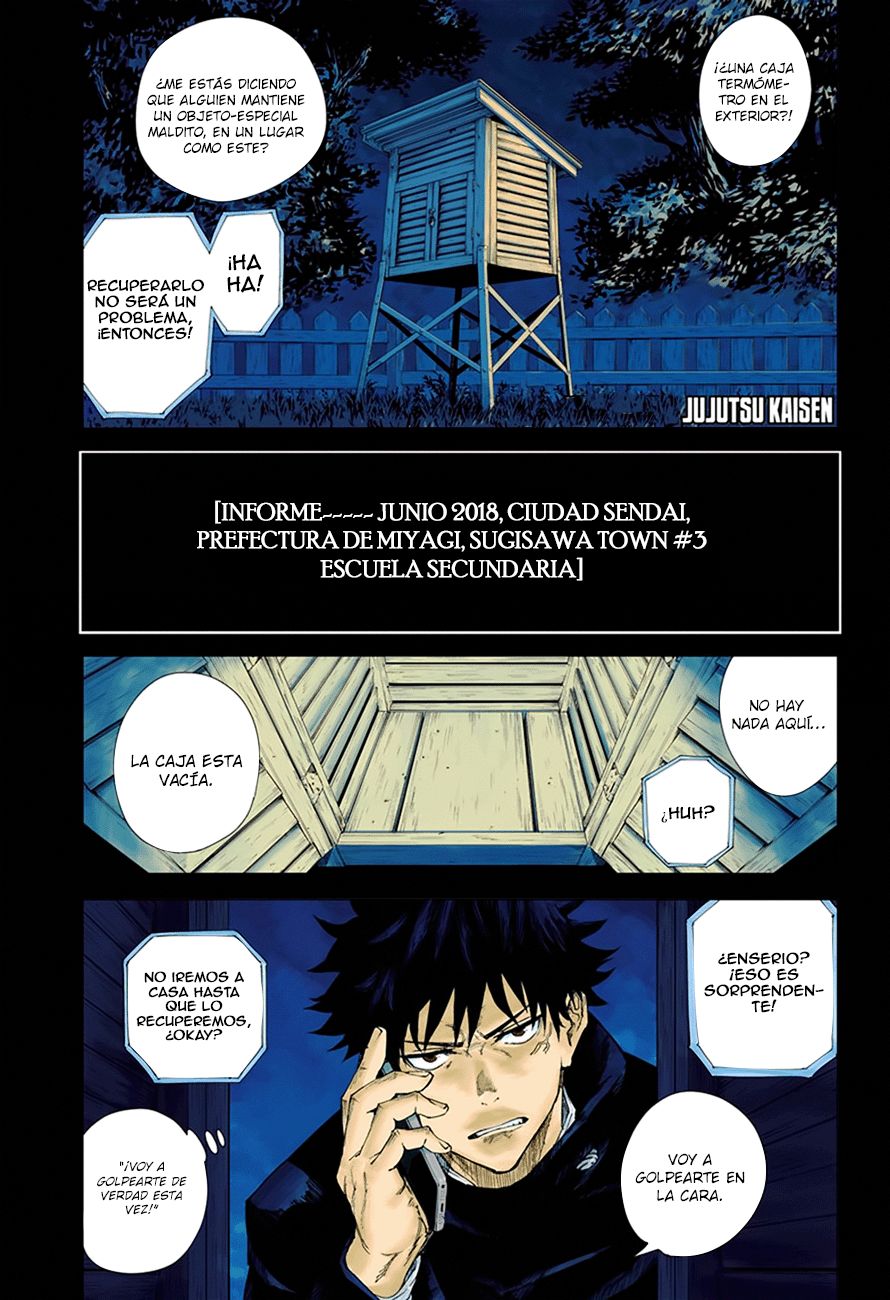 ¡¿UNA CAJA
TERMÓME-
TRO EN EL
EXTERIOR?!
¿ME ESTÁS DICIENDO
QUE ALGUIEN MANTIENE
UN OBJETO-ESPECIAL
MALDITO, EN UN LUGAR
COMO ESTE?
¡HA
HA!
RECUPERARLO
NO SERÁ UN
PROBLEMA,
¡ENTONCES!
JUJUTSU KAISEN
[INFORME----- JUNIO 2018, CIUDAD SENDAI,
PREFECTURA DE MIYAGI, SUGISAWA TOWN #3
ESCUELA SECUNDARIA]
NO HAY
NADA AQUÍ...
¿HUH?
LA CAJA ESTA
VACÍA.
¿ENSERIO?
¡ESO ES
SORPRENDEN-
TE!
NO IREMOS A
CASA HASTA
QUE LO
RECUPEREMOS,
¿OKAY?
VOY A
GOLPEARTE EN
LA CARA.
"¡VOY A
GOLPEARTE DE
VERDAD ESTA
VEZ!"